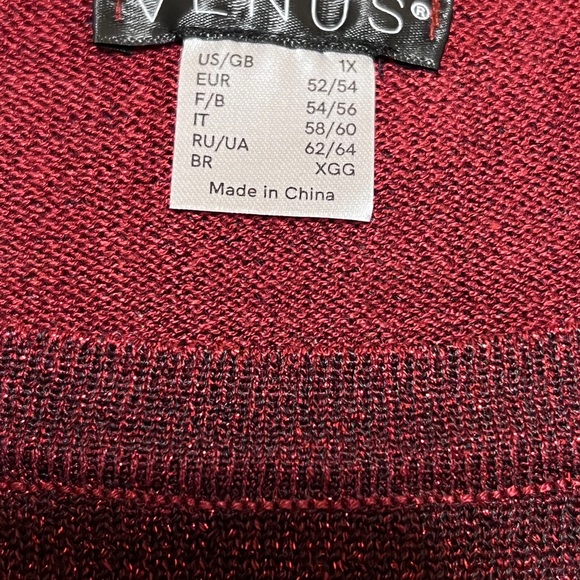 VENUS®
US/GB 1X
EUR 52/54
F/B 54/56
IT 58/60
RU/UA 62/64
BR XGG
Made in China